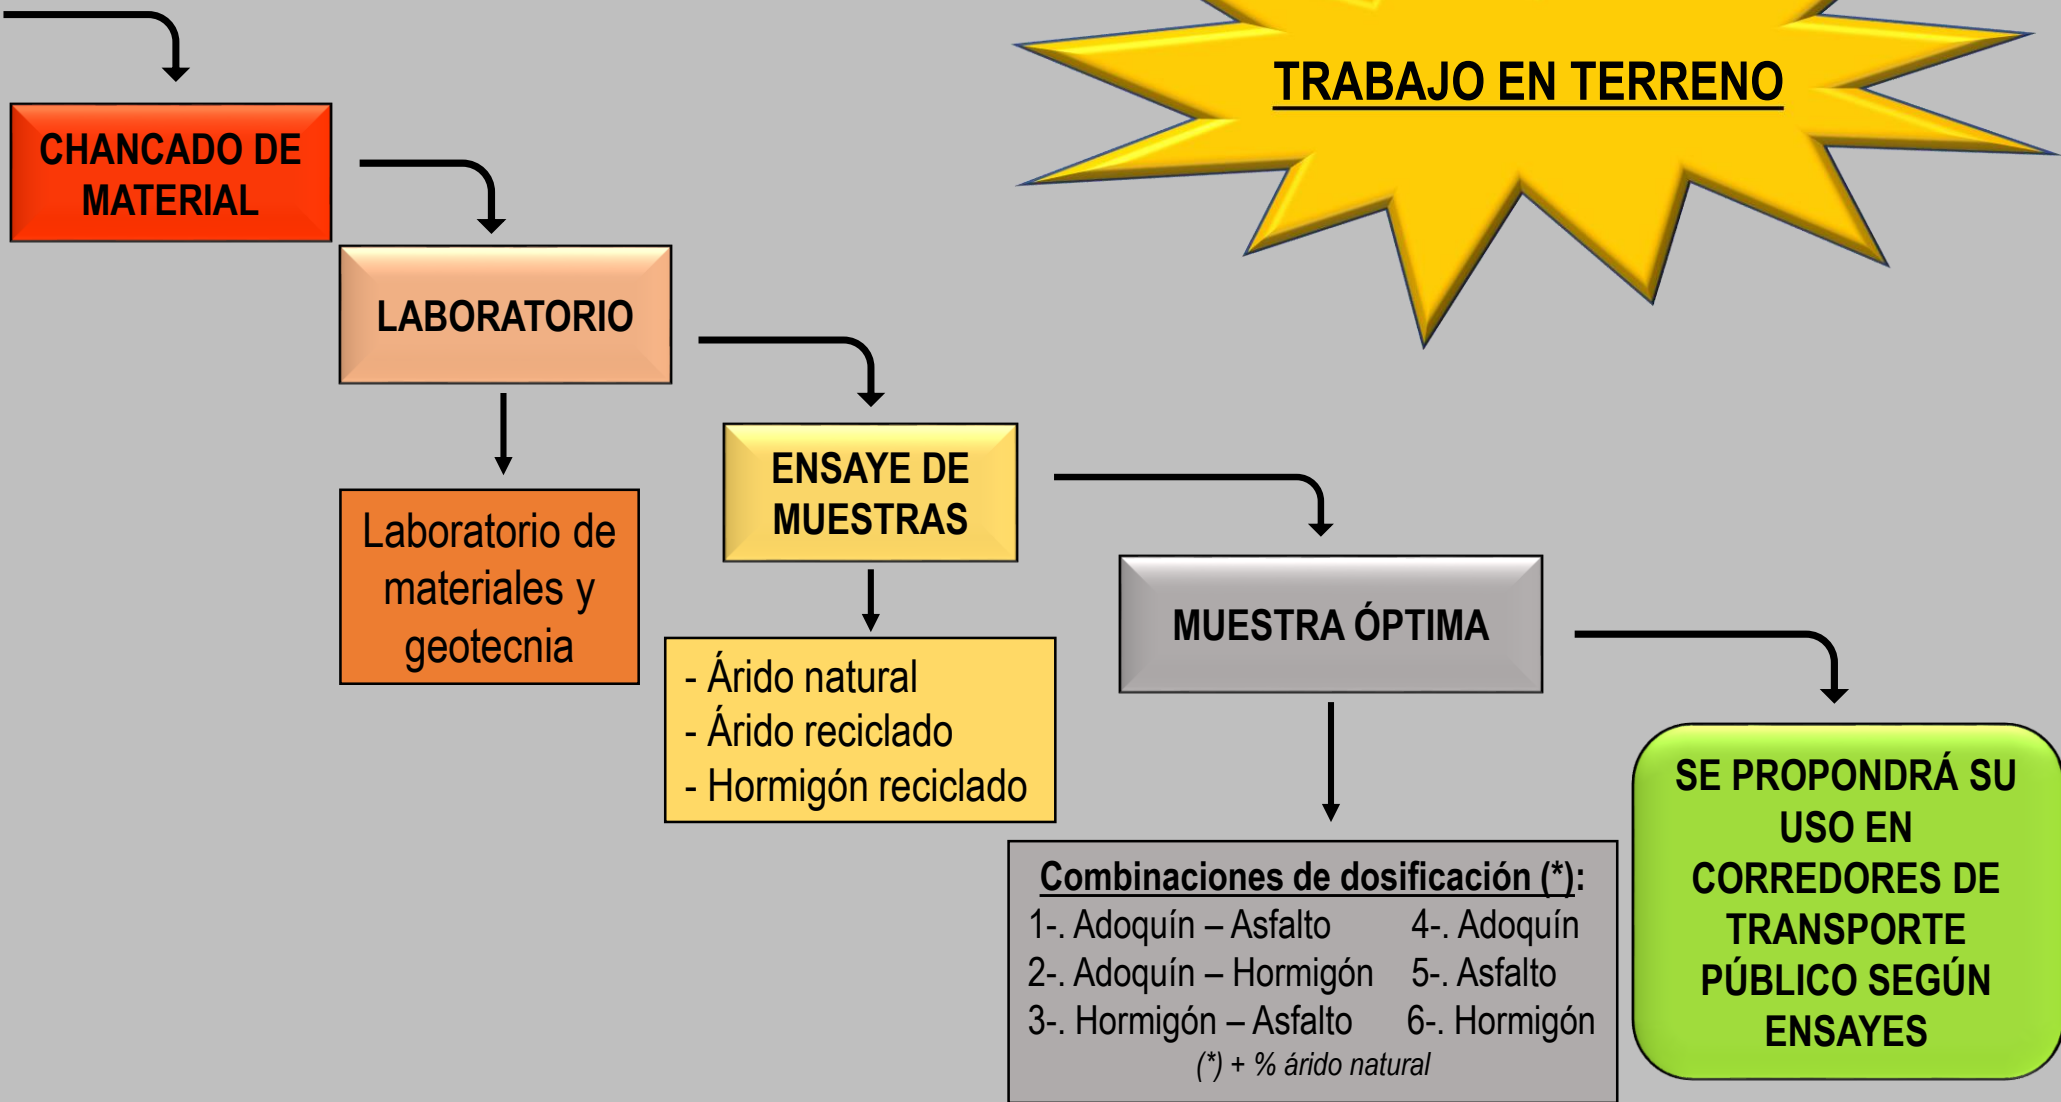 TRABAJO EN TERRENO
CHANCADO DE
MATERIAL
LABORATORIO
Laboratorio de
materiales y
geotecnia
ENSAYE DE
MUESTRAS
- Árido natural
- Árido reciclado
- Hormigón reciclado
MUESTRA ÓPTIMA
Combinaciones de dosificación (*):
1-. Adoquín – Asfalto 4-. Adoquín
2-. Adoquín – Hormigón 5-. Asfalto
3-. Hormigón – Asfalto 6-. Hormigón
(*) + % árido natural
SE PROPONDRÁ SU
USO EN
CORREDORES DE
TRANSPORTE
PÚBLICO SEGÚN
ENSAYES